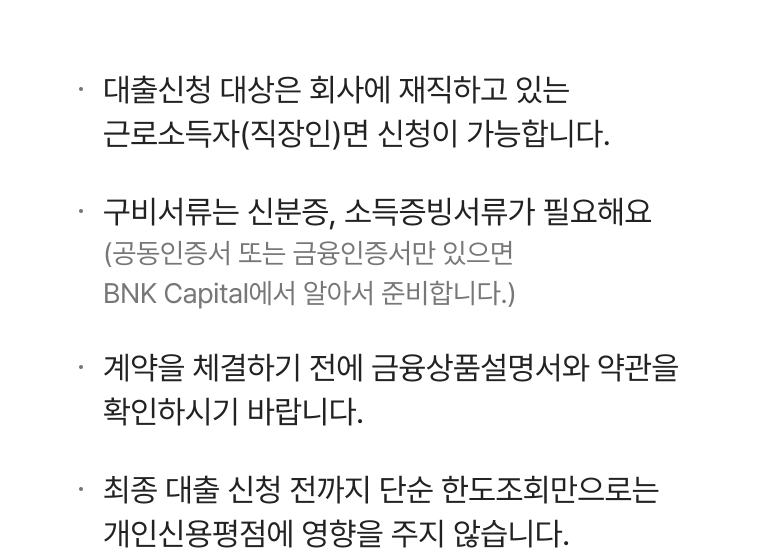 · 대출신청 대상은 회사에 재직하고 있는
근로소득자(직장인)면 신청이 가능합니다.
· 구비서류는 신분증, 소득증빙서류가 필요해요
(공동인증서 또는 금융인증서만 있으면
BNK Capital에서 알아서 준비합니다.)
· 계약을 체결하기 전에 금융상품설명서와 약관을
확인하시기 바랍니다.
· 최종 대출 신청 전까지 단순 한도조회만으로는
개인신용평점에 영향을 주지 않습니다.